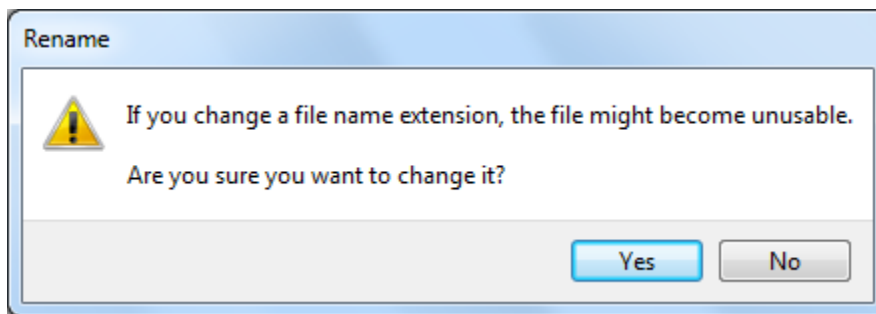 Rename
If you change a file name extension, the file might become unusable.
Are you sure you want to change it?
Yes
No